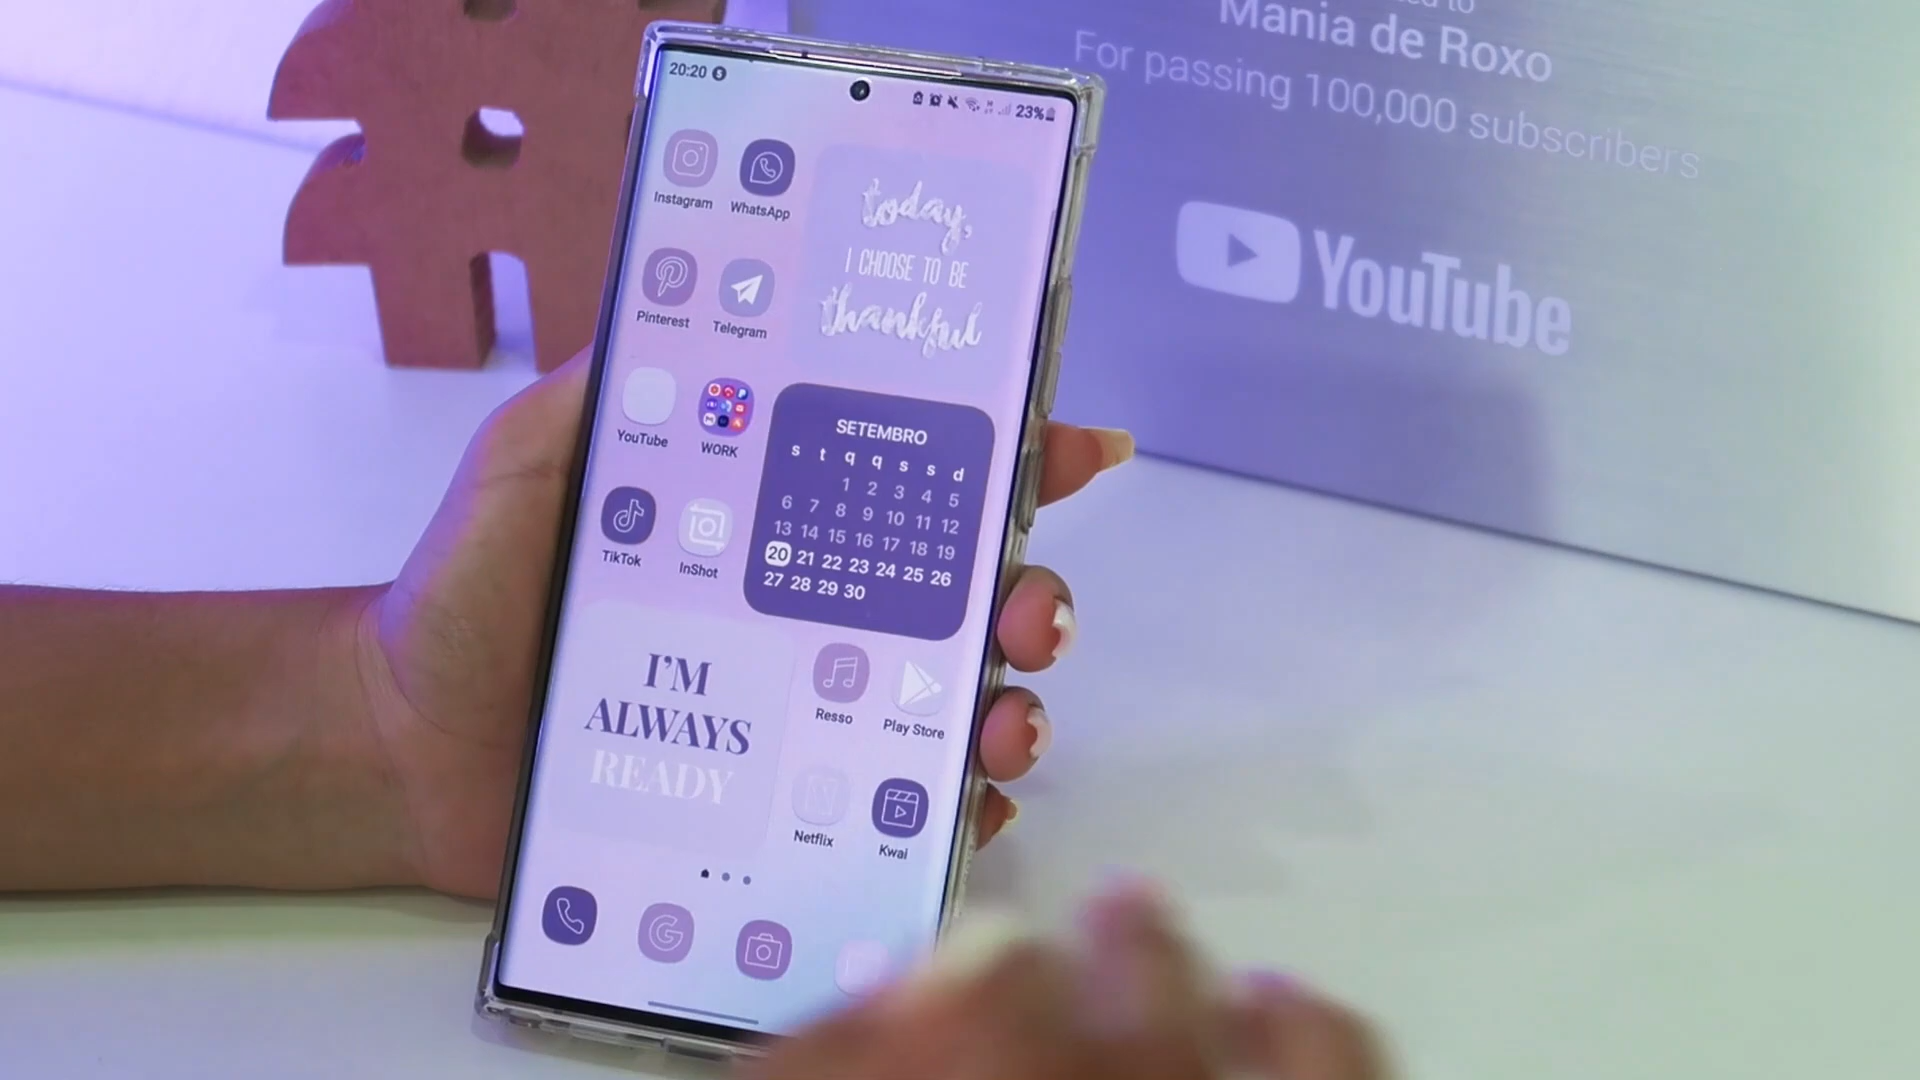 Mania de Roxo
For passing 100,000 subscribers
YouTube
20:20
23%
Instagram
WhatsApp
today,
I CHOOSE TO BE
thankful
Pinterest
Telegram
YouTube
WORK
SETEMBRO
s t q q s s d
1 2 3 4 5
6 7 8 9 10 11 12
13 14 15 16 17 18 19
20 21 22 23 24 25 26
27 28 29 30
TikTok
InShot
I'M
ALWAYS
READY
Resso
Play Store
Netflix
Kwai